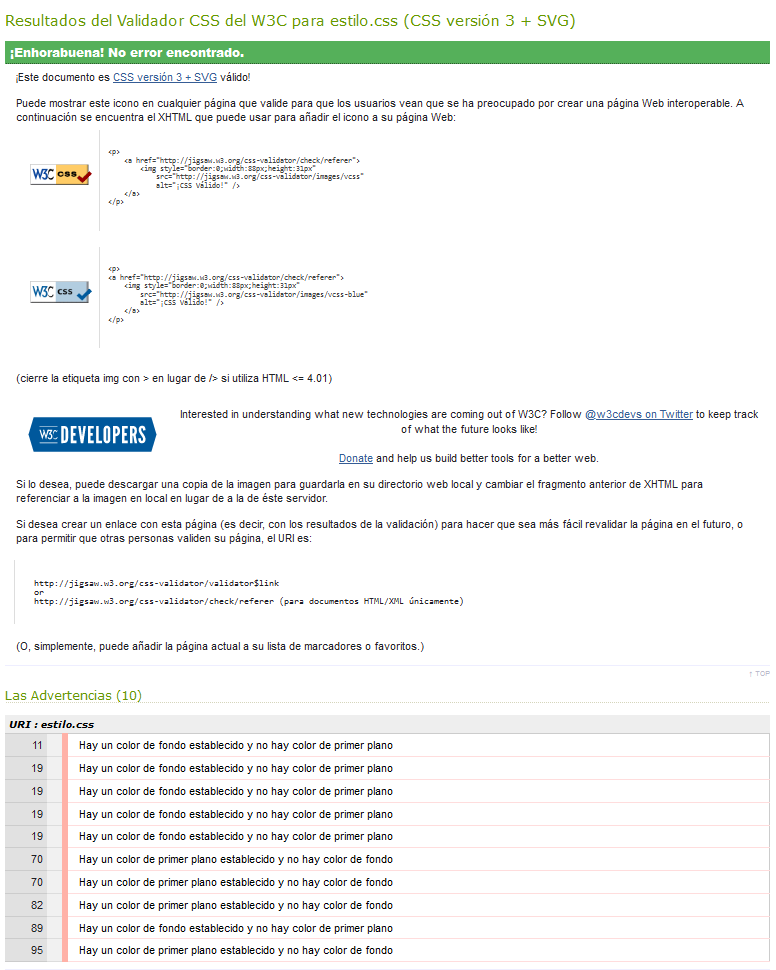 Resultados del Validador CSS del W3C para estilo.css (CSS versión 3 + SVG)
¡Enhorabuena! No error encontrado.
¡Este documento es CSS versión 3 + SVG válido!
Puede mostrar este icono en cualquier página que valide para que los usuarios vean que se ha preocupado por crear una página Web interoperable. A
continuación se encuentra el XHTML que puede usar para añadir el icono a su página Web:
W3C css
<p>
<a href="http://jigsaw.w3.org/css-validator/check/referer">
<img style="border:0;width:88px;height:31px"
src="http://jigsaw.w3.org/css-validator/images/vcss"
alt="¡CSS Válido!" />
</a>
</p>
W3C css
<p>
<a href="http://jigsaw.w3.org/css-validator/check/referer">
<img style="border:0;width:88px;height:31px"
src="http://jigsaw.w3.org/css-validator/images/vcss-blue"
alt="¡CSS Válido!" />
</a>
</p>
(cierre la etiqueta img con > en lugar de /> si utiliza HTML <= 4.01)
W3C DEVELOPERS
Interested in understanding what new technologies are coming out of W3C? Follow @w3cdevs on Twitter to keep track
of what the future looks like!
Donate and help us build better tools for a better web.
Si lo desea, puede descargar una copia de la imagen para guardarla en su directorio web local y cambiar el fragmento anterior de XHTML para
referenciar a la imagen en local en lugar de a la de éste servidor.
Si desea crear un enlace con esta página (es decir, con los resultados de la validación) para hacer que sea más fácil revalidar la página en el futuro, o
para permitir que otras personas validen su página, el URI es:
http://jigsaw.w3.org/css-validator/validator$link
or
http://jigsaw.w3.org/css-validator/check/referer (para documentos HTML/XML únicamente)
(O, simplemente, puede añadir la página actual a su lista de marcadores o favoritos.)
↑ TOP
Las Advertencias (10)
URI : estilo.css
11 Hay un color de fondo establecido y no hay color de primer plano
19 Hay un color de fondo establecido y no hay color de primer plano
19 Hay un color de fondo establecido y no hay color de primer plano
19 Hay un color de fondo establecido y no hay color de primer plano
19 Hay un color de fondo establecido y no hay color de primer plano
70 Hay un color de primer plano establecido y no hay color de fondo
70 Hay un color de primer plano establecido y no hay color de fondo
82 Hay un color de primer plano establecido y no hay color de fondo
89 Hay un color de fondo establecido y no hay color de primer plano
95 Hay un color de primer plano establecido y no hay color de fondo